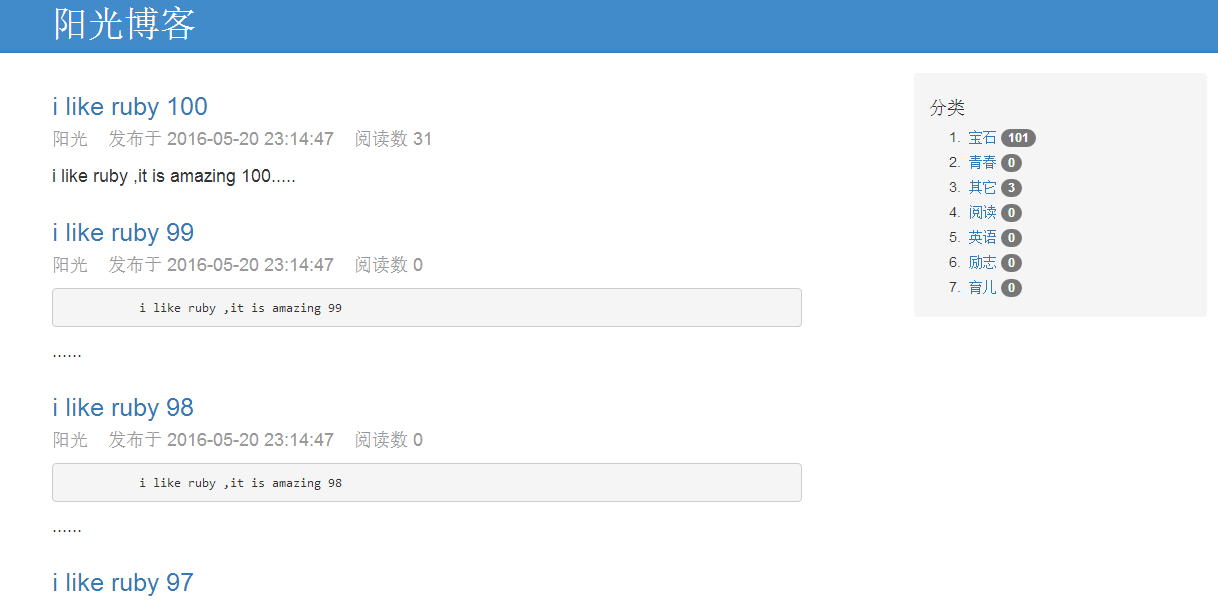 阳光博客
i like ruby 100
阳光 发布于 2016-05-20 23:14:47 阅读数 31
i like ruby ,it is amazing 100.....
i like ruby 99
阳光 发布于 2016-05-20 23:14:47 阅读数 0
i like ruby ,it is amazing 99
......
i like ruby 98
阳光 发布于 2016-05-20 23:14:47 阅读数 0
i like ruby ,it is amazing 98
......
i like ruby 97
分类
1. 宝石 101
2. 青春 0
3. 其它 3
4. 阅读 0
5. 英语 0
6. 励志 0
7. 育儿 0